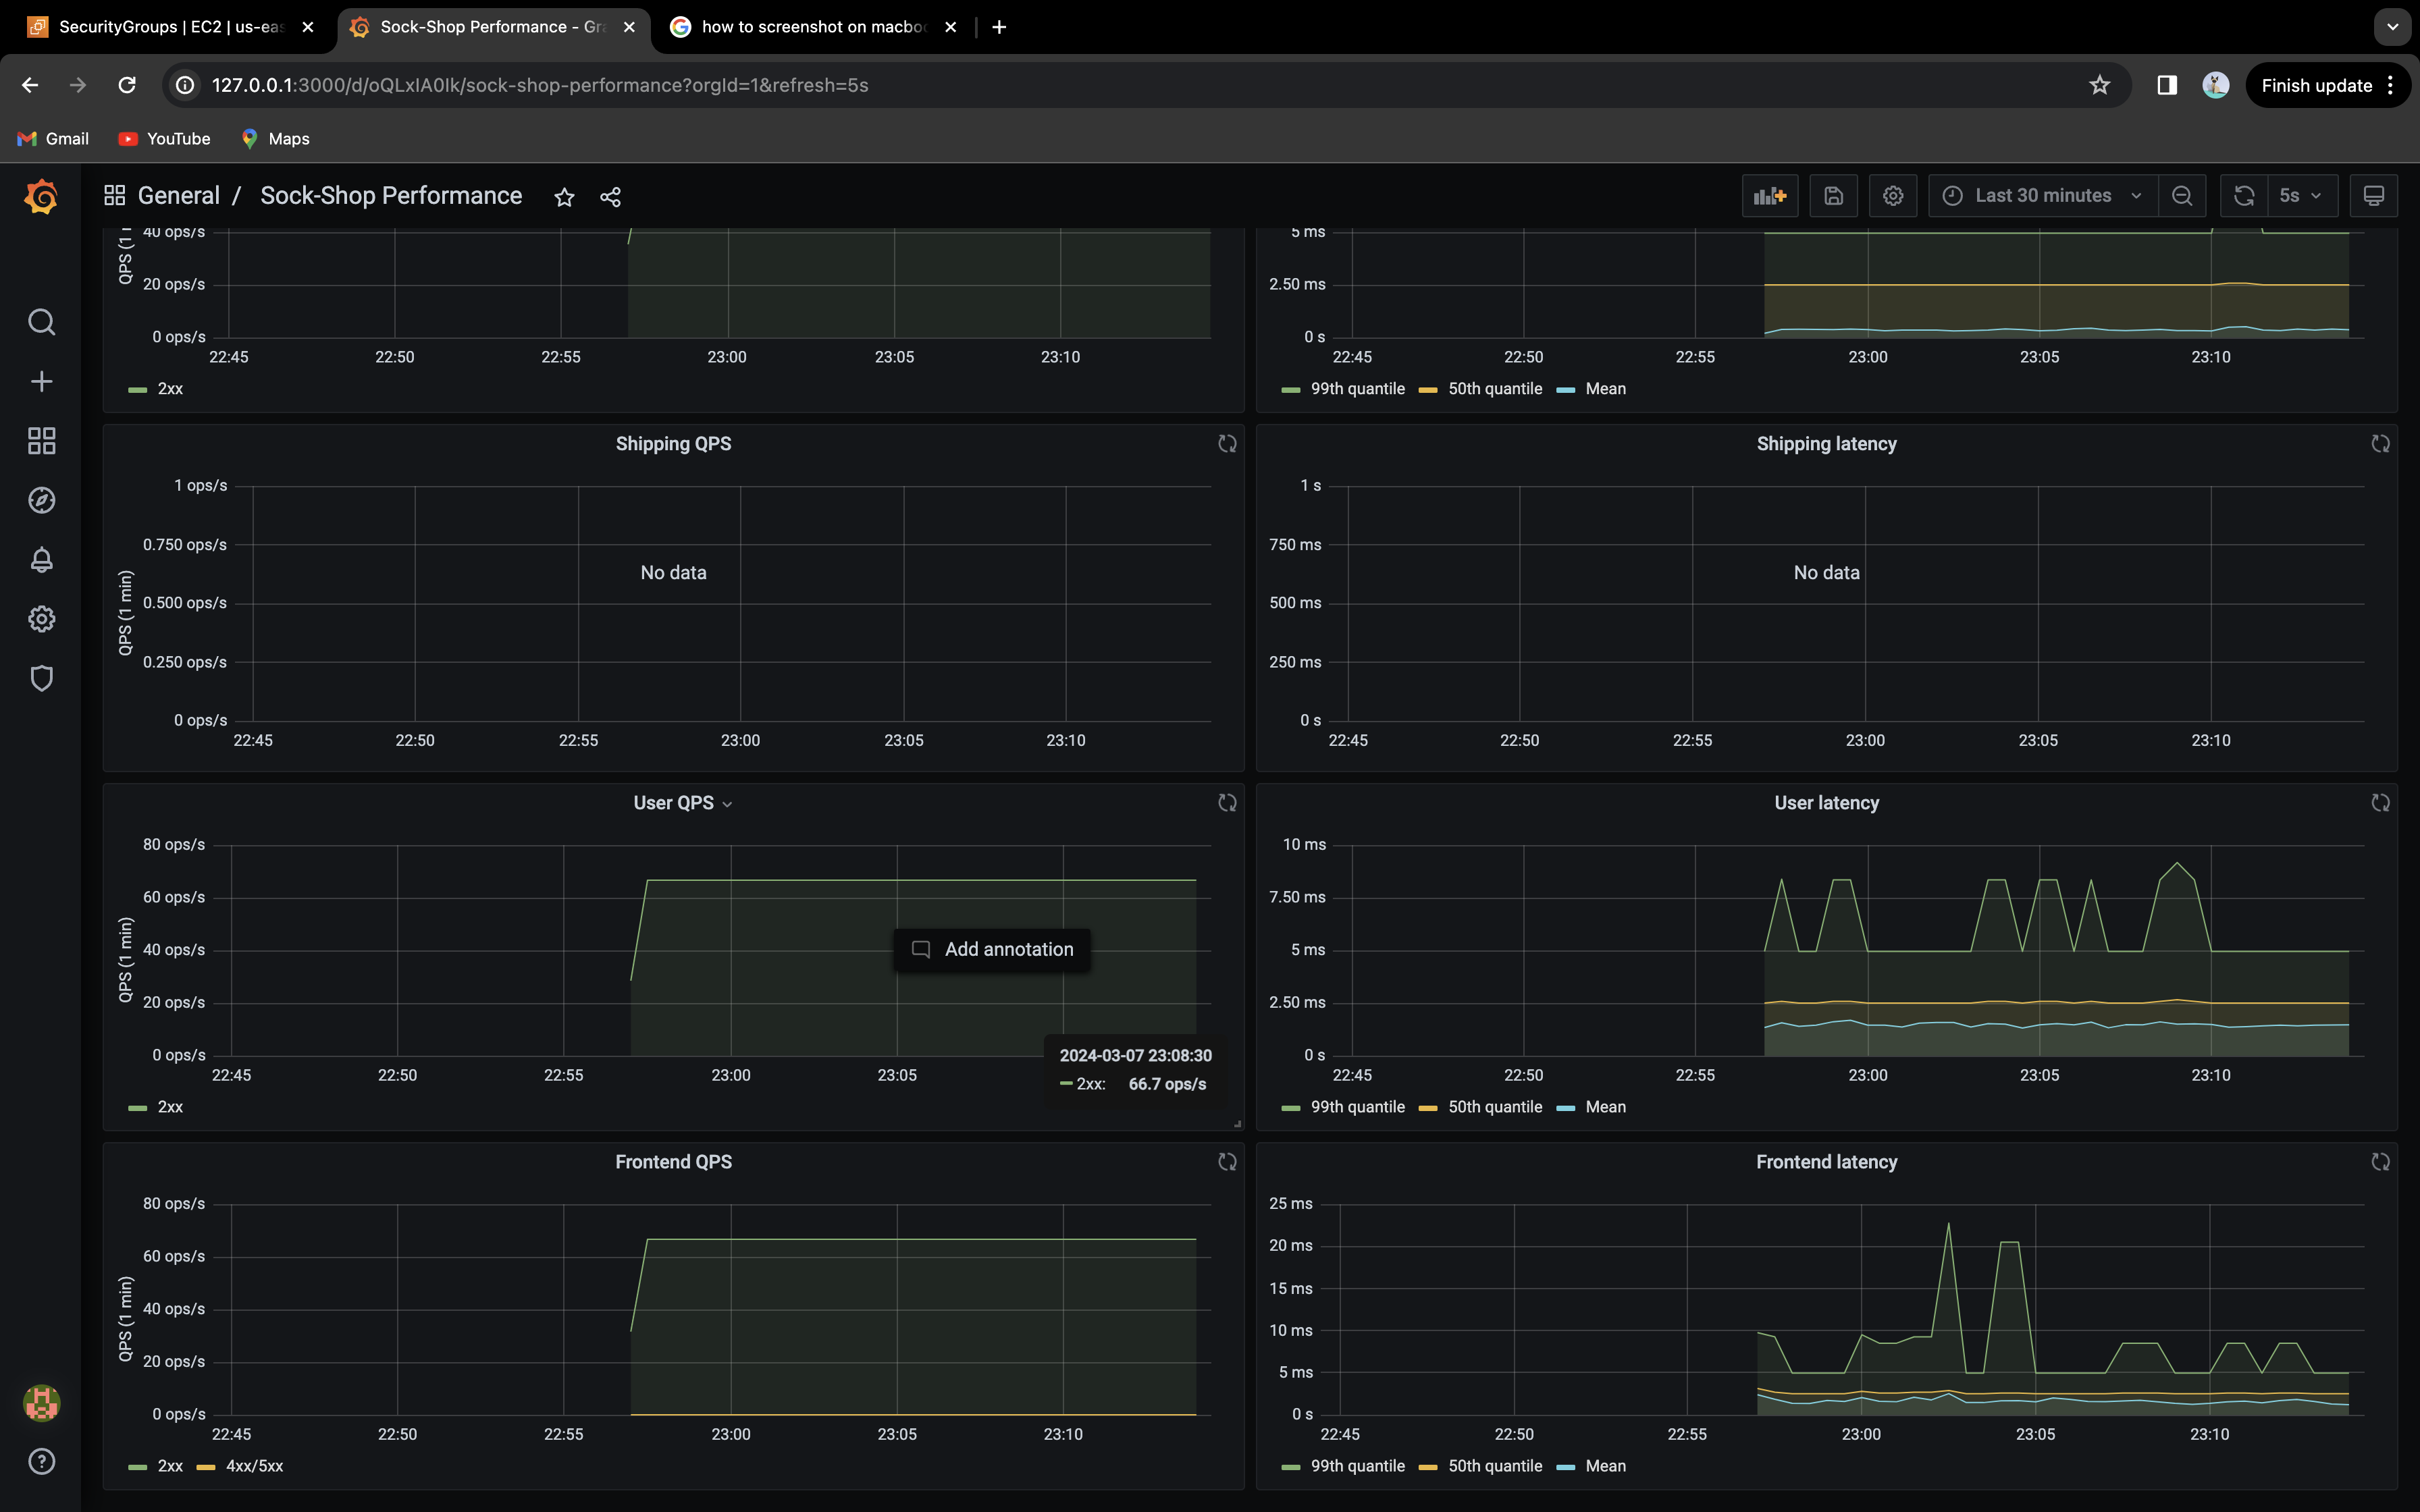 SecurityGroups | EC2 | us-eas
Sock-Shop Performance - Gra
how to screenshot on macboo
127.0.0.1:3000/d/oQLxIA0lk/sock-shop-performance?orgId=1&refresh=5s
Finish update
Gmail
YouTube
Maps
General / Sock-Shop Performance
Last 30 minutes
5s
QPS (1 
40 ops/s
20 ops/s
0 ops/s
22:45 22:50 22:55 23:00 23:05 23:10
2xx
5 ms
2.50 ms
0 s
22:45 22:50 22:55 23:00 23:05 23:10
99th quantile 50th quantile Mean
Shipping QPS
QPS (1 min)
1 ops/s
0.750 ops/s
0.500 ops/s
0.250 ops/s
0 ops/s
No data
22:45 22:50 22:55 23:00 23:05 23:10
Shipping latency
1 s
750 ms
500 ms
250 ms
0 s
No data
22:45 22:50 22:55 23:00 23:05 23:10
User QPS
QPS (1 min)
80 ops/s
60 ops/s
40 ops/s
20 ops/s
0 ops/s
Add annotation
22:45 22:50 22:55 23:00 23:05
2024-03-07 23:08:30
2xx: 66.7 ops/s
2xx
User latency
10 ms
7.50 ms
5 ms
2.50 ms
0 s
22:45 22:50 22:55 23:00 23:05 23:10
99th quantile 50th quantile Mean
Frontend QPS
QPS (1 min)
80 ops/s
60 ops/s
40 ops/s
20 ops/s
0 ops/s
22:45 22:50 22:55 23:00 23:05 23:10
2xx 4xx/5xx
Frontend latency
25 ms
20 ms
15 ms
10 ms
5 ms
0 s
22:45 22:50 22:55 23:00 23:05 23:10
99th quantile 50th quantile Mean